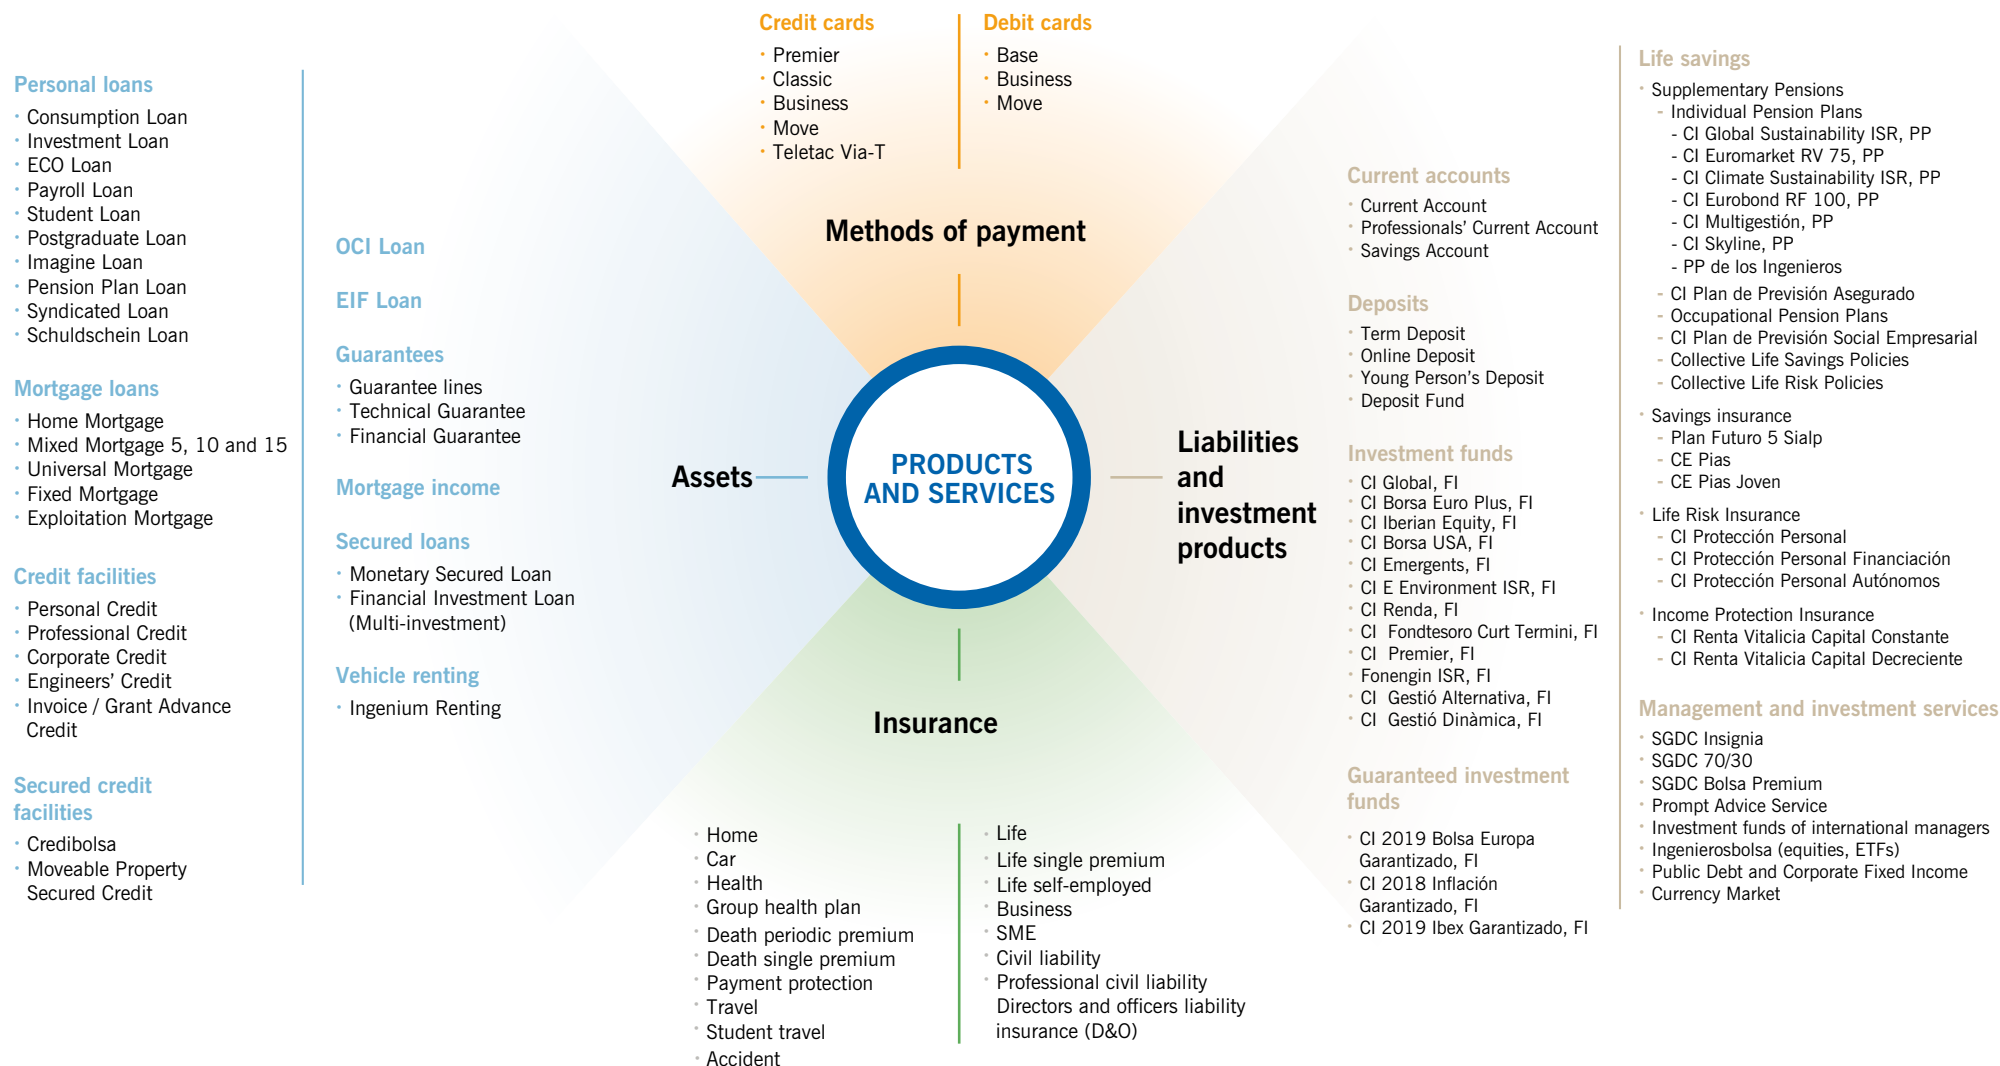 Credit cards
· Premier
· Classic
· Business
· Move
· Teletac Via-T
Debit cards
· Base
· Business
· Move
Methods of payment
Personal loans
· Consumption Loan
· Investment Loan
· ECO Loan
· Payroll Loan
· Student Loan
· Postgraduate Loan
· Imagine Loan
· Pension Plan Loan
· Syndicated Loan
· Schuldschein Loan
Mortgage loans
· Home Mortgage
· Mixed Mortgage 5, 10 and 15
· Universal Mortgage
· Fixed Mortgage
· Exploitation Mortgage
Credit facilities
· Personal Credit
· Professional Credit
· Corporate Credit
· Engineers’ Credit
· Invoice / Grant Advance
Credit
Secured credit
facilities
· Credibolsa
· Moveable Property
Secured Credit
OCI Loan
EIF Loan
Guarantees
· Guarantee lines
· Technical Guarantee
· Financial Guarantee
Mortgage income
Secured loans
· Monetary Secured Loan
· Financial Investment Loan
(Multi-investment)
Vehicle renting
· Ingenium Renting
Assets
PRODUCTS
AND SERVICES
Liabilities
and
investment
products
Current accounts
· Current Account
· Professionals’ Current Account
· Savings Account
Deposits
· Term Deposit
· Online Deposit
· Young Person’s Deposit
· Deposit Fund
Investment funds
· CI Global, FI
· CI Borsa Euro Plus, FI
· CI Iberian Equity, FI
· CI Borsa USA, FI
· CI Emergents, FI
· CI E Environment ISR, FI
· CI Renda, FI
· CI Fondtesoro Curt Termini, FI
· CI Premier, FI
· Fonengin ISR, FI
· CI Gestió Alternativa, FI
· CI Gestió Dinàmica, FI
Guaranteed investment
funds
· CI 2019 Bolsa Europa
Garantizado, FI
· CI 2018 Inflación
Garantizado, FI
· CI 2019 Ibex Garantizado, FI
Life savings
· Supplementary Pensions
- Individual Pension Plans
- CI Global Sustainability ISR, PP
- CI Euromarket RV 75, PP
- CI Climate Sustainability ISR, PP
- CI Eurobond RF 100, PP
- CI Multigestión, PP
- CI Skyline, PP
- PP de los Ingenieros
- CI Plan de Previsión Asegurado
- Occupational Pension Plans
- CI Plan de Previsión Social Empresarial
- Collective Life Savings Policies
- Collective Life Risk Policies
· Savings insurance
- Plan Futuro 5 Sialp
- CE Pias
- CE Pias Joven
· Life Risk Insurance
- CI Protección Personal
- CI Protección Personal Financiación
- CI Protección Personal Autónomos
· Income Protection Insurance
- CI Renta Vitalicia Capital Constante
- CI Renta Vitalicia Capital Decreciente
Management and investment services
· SGDC Insignia
· SGDC 70/30
· SGDC Bolsa Premium
· Prompt Advice Service
· Investment funds of international managers
· Ingenierosbolsa (equities, ETFs)
· Public Debt and Corporate Fixed Income
· Currency Market
Insurance
· Home
· Car
· Health
· Group health plan
· Death periodic premium
· Death single premium
· Payment protection
· Travel
· Student travel
· Accident
· Life
· Life single premium
· Life self-employed
· Business
· SME
· Civil liability
· Professional civil liability
Directors and officers liability
insurance (D&O)